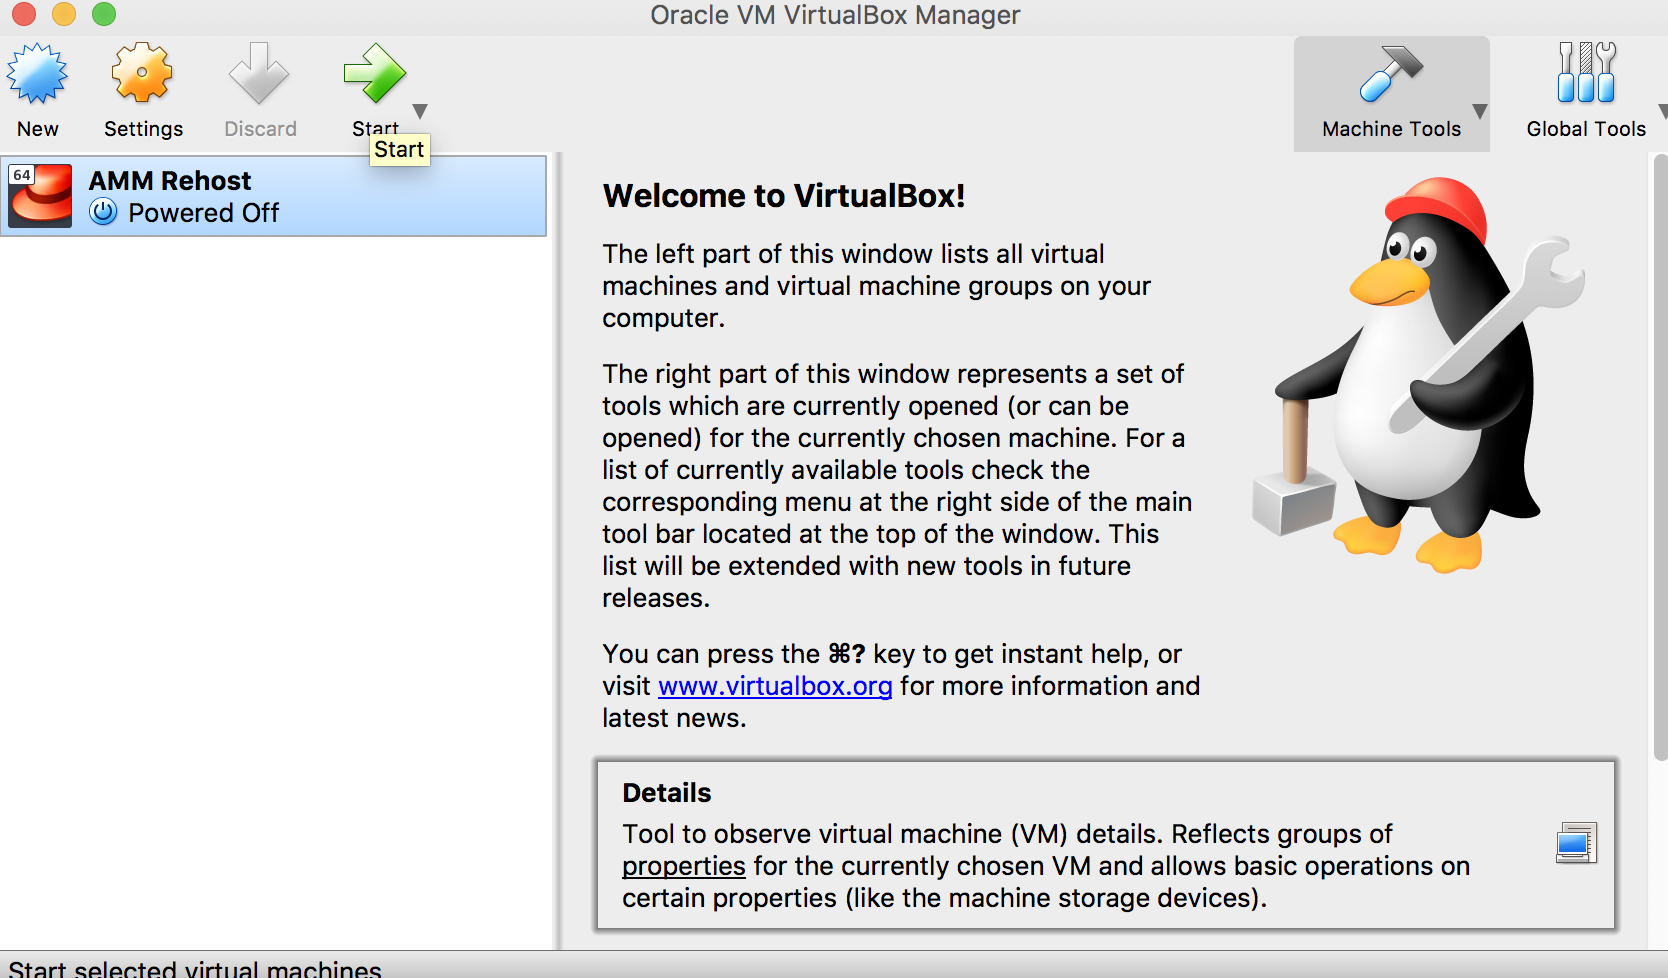 Oracle VM VirtualBox Manager
New
Settings
Discard
Start
Start
Machine Tools
Global Tools
64
AMM Rehost
Powered Off
Welcome to VirtualBox!
The left part of this window lists all virtual
machines and virtual machine groups on your
computer.
The right part of this window represents a set of
tools which are currently opened (or can be
opened) for the currently chosen machine. For a
list of currently available tools check the
corresponding menu at the right side of the main
tool bar located at the top of the window. This
list will be extended with new tools in future
releases.
You can press the ⌘? key to get instant help, or
visit www.virtualbox.org for more information and
latest news.
Details
Tool to observe virtual machine (VM) details. Reflects groups of
properties for the currently chosen VM and allows basic operations on
certain properties (like the machine storage devices).
Start selected virtual machines